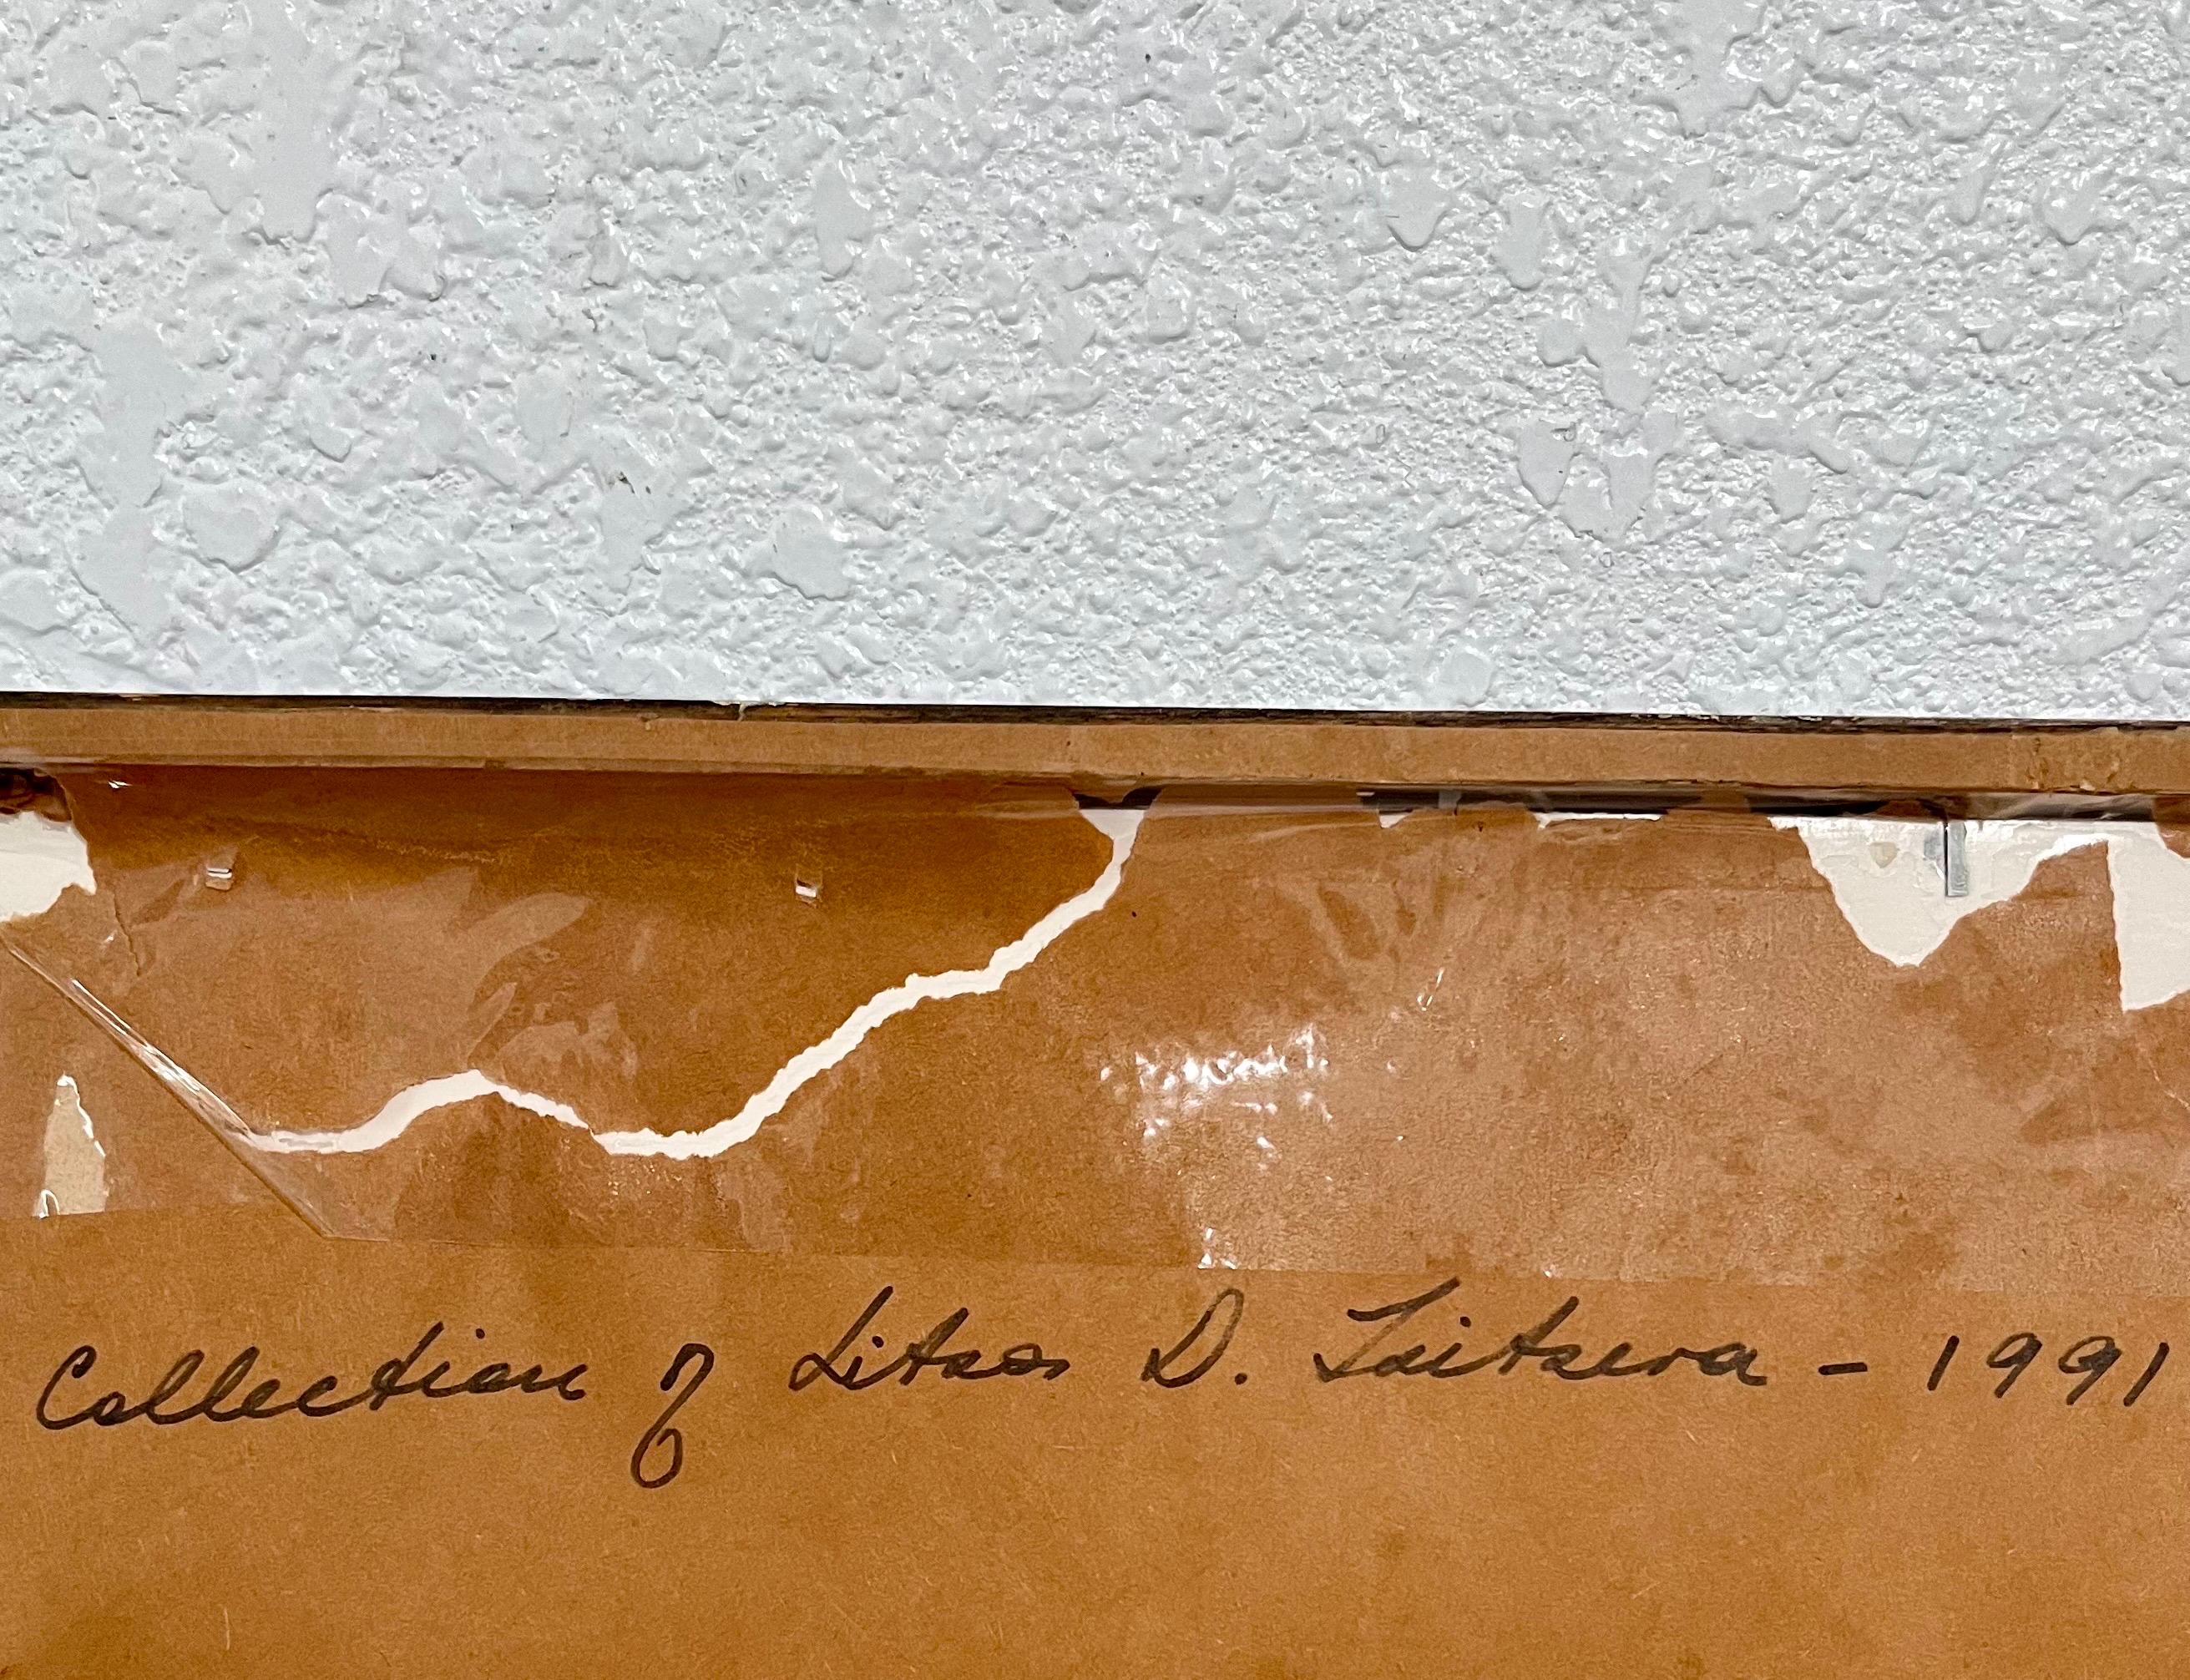 Collection of Litsa D. Tsitsera - 1991